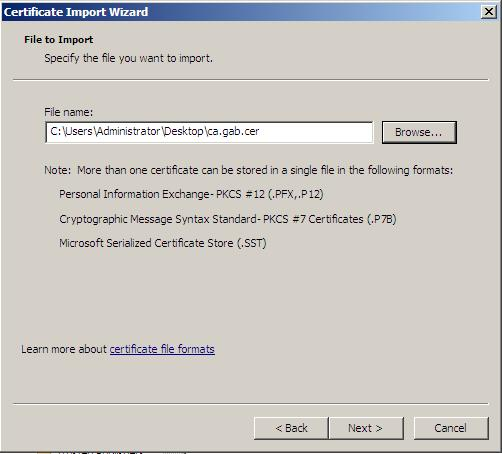 Certificate Import Wizard
File to Import
Specify the file you want to import.
File name:
C:\Users\Administrator\Desktop\ca.gab.cer
Browse...
Note: More than one certificate can be stored in a single file in the following formats:
Personal Information Exchange- PKCS #12 (.PFX,.P12)
Cryptographic Message Syntax Standard- PKCS #7 Certificates (.P7B)
Microsoft Serialized Certificate Store (.SST)
Learn more about certificate file formats
< Back
Next >
Cancel